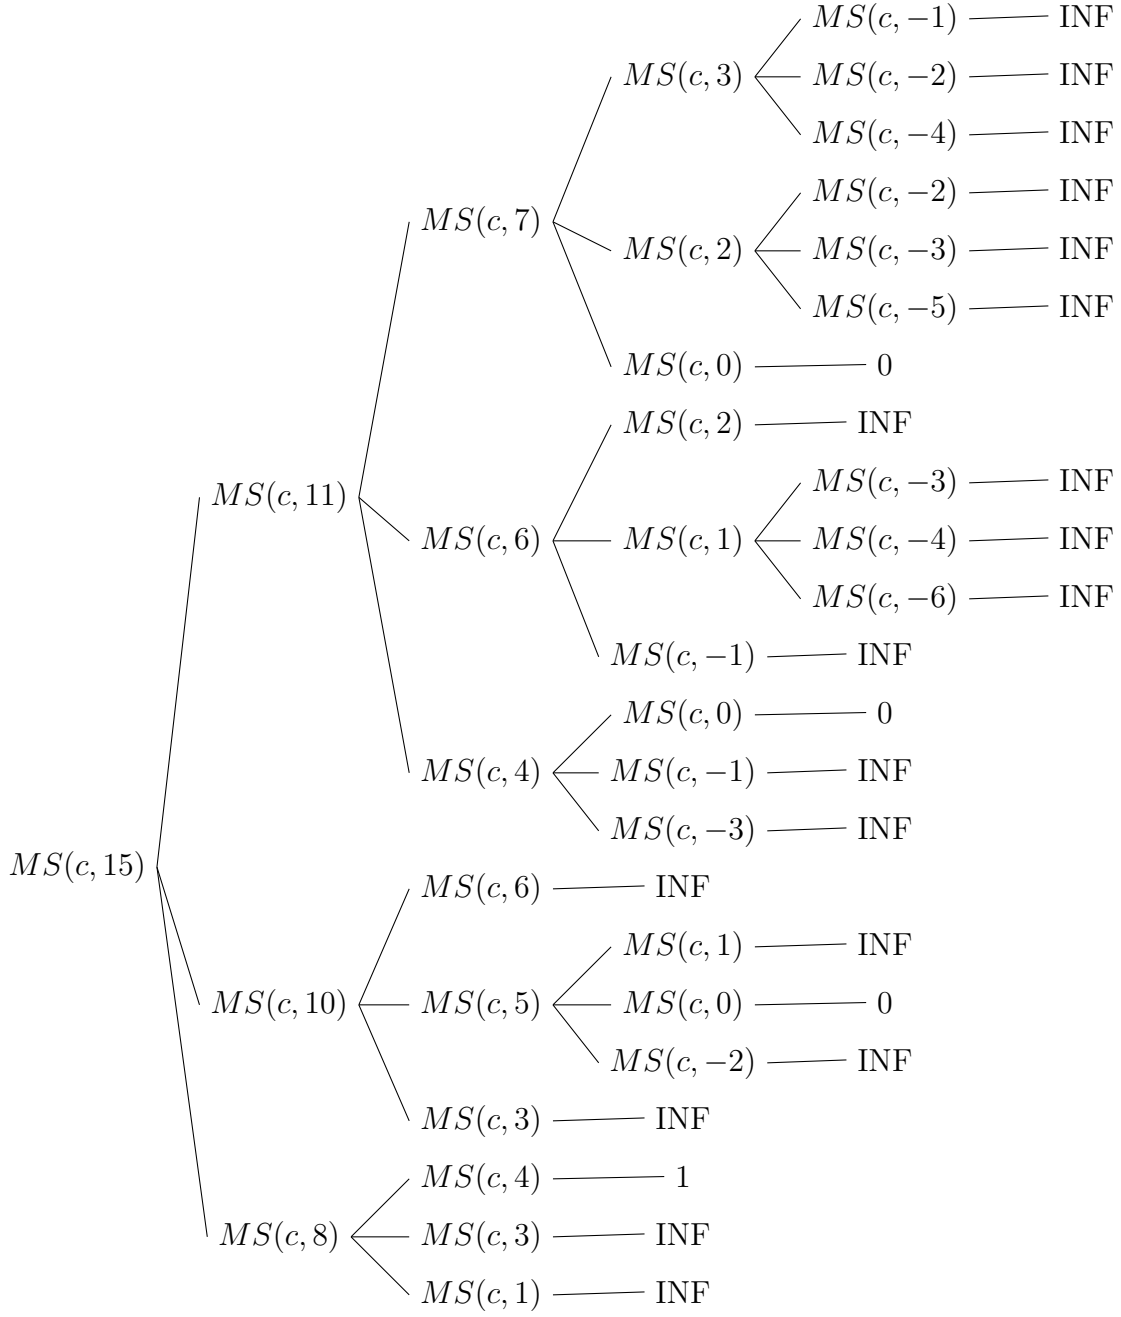 MS(c, −1) INF
MS(c, 3) MS(c, −2) INF
MS(c, −4) INF
MS(c, −2) INF
MS(c, 7)
MS(c, 2) MS(c, −3) INF
MS(c, −5) INF
MS(c, 0) 0
MS(c, 2) INF
MS(c, −3) INF
MS(c, 11)
MS(c, 6) MS(c, 1) MS(c, −4) INF
MS(c, −6) INF
MS(c, −1) INF
MS(c, 0) 0
MS(c, 4) MS(c, −1) INF
MS(c, −3) INF
MS(c, 15)
MS(c, 6) INF
MS(c, 1) INF
MS(c, 10) MS(c, 5) MS(c, 0) 0
MS(c, −2) INF
MS(c, 3) INF
MS(c, 4) 1
MS(c, 8) MS(c, 3) INF
MS(c, 1) INF